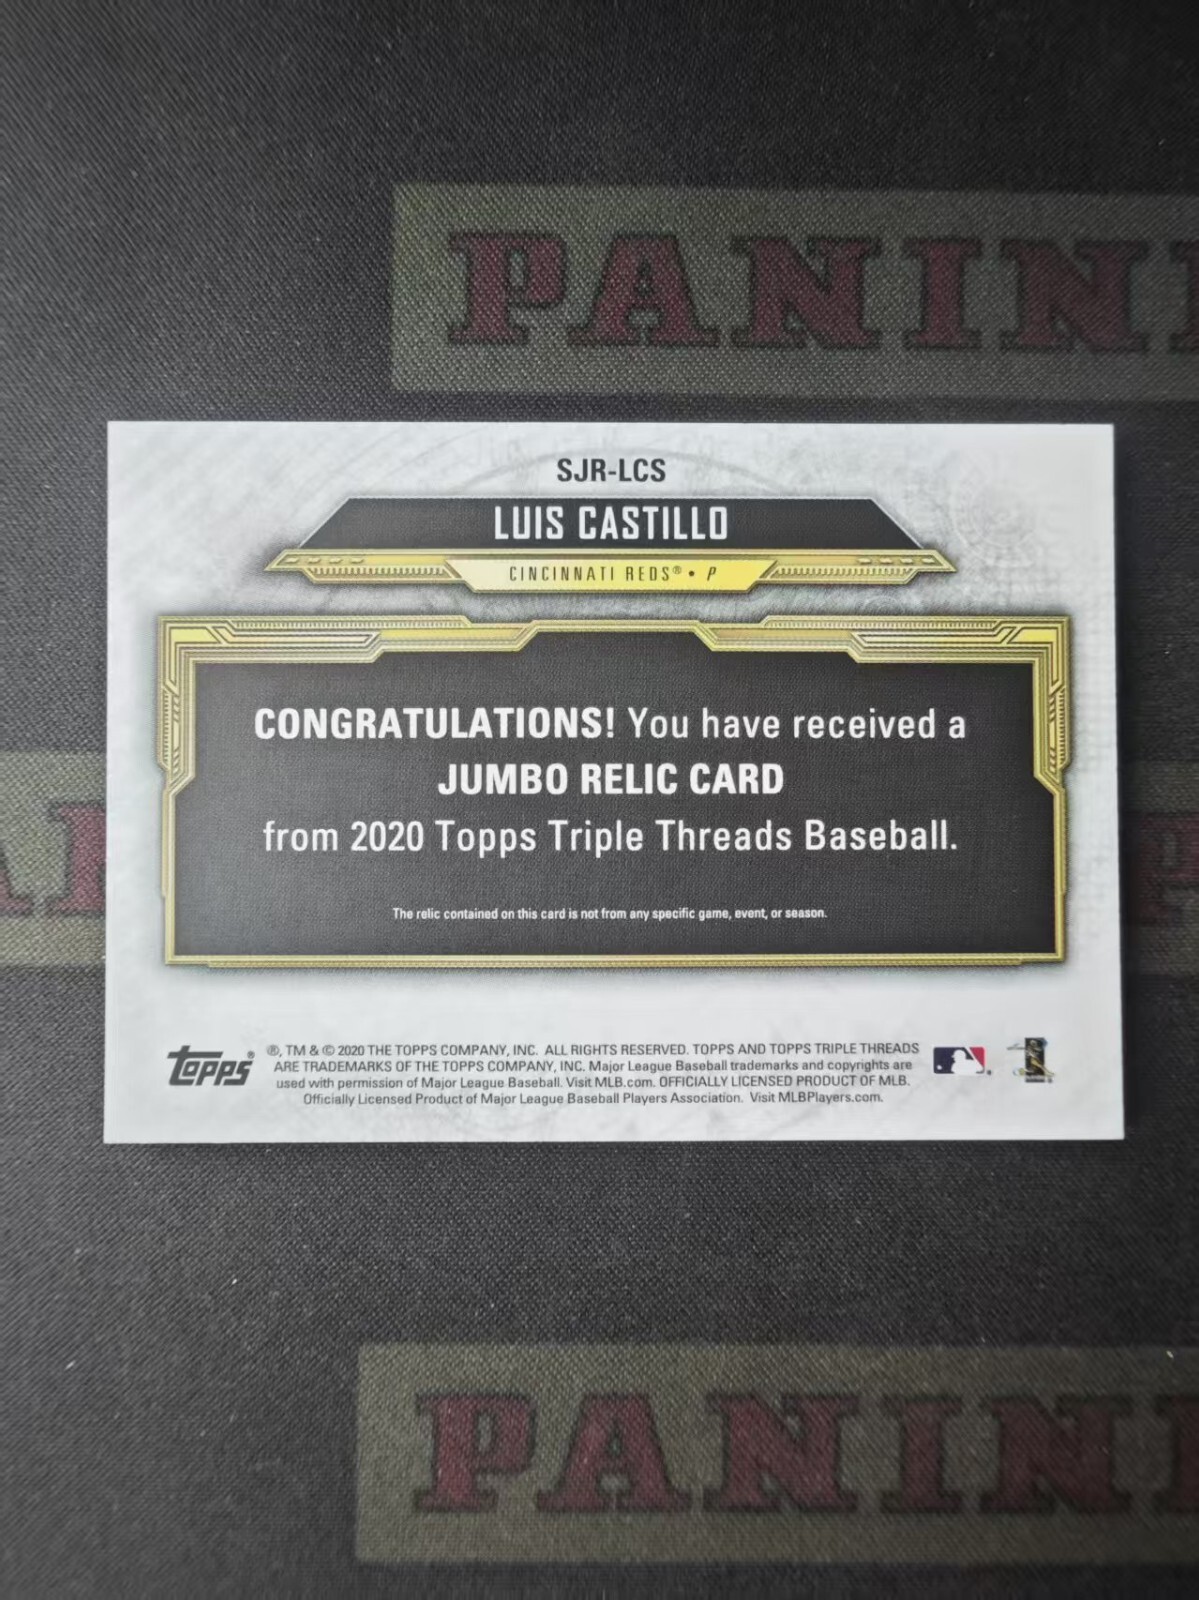 PANINI
SJR-LCS
LUIS CASTILLO
CINCINNATI REDS® • P
CONGRATULATIONS! You have received a
JUMBO RELIC CARD
from 2020 Topps Triple Threads Baseball.
The relic contained on this card is not from any specific game, event, or season.
topps®
®, TM & © 2020 THE TOPPS COMPANY, INC. ALL RIGHTS RESERVED. TOPPS AND TOPPS TRIPLE THREADS
ARE TRADEMARKS OF THE TOPPS COMPANY, INC. Major League Baseball trademarks and copyrights are
used with permission of Major League Baseball. Visit MLB.com. OFFICIALLY LICENSED PRODUCT OF MLB.
Officially Licensed Product of Major League Baseball Players Association. Visit MLBPlayers.com.
PANINI